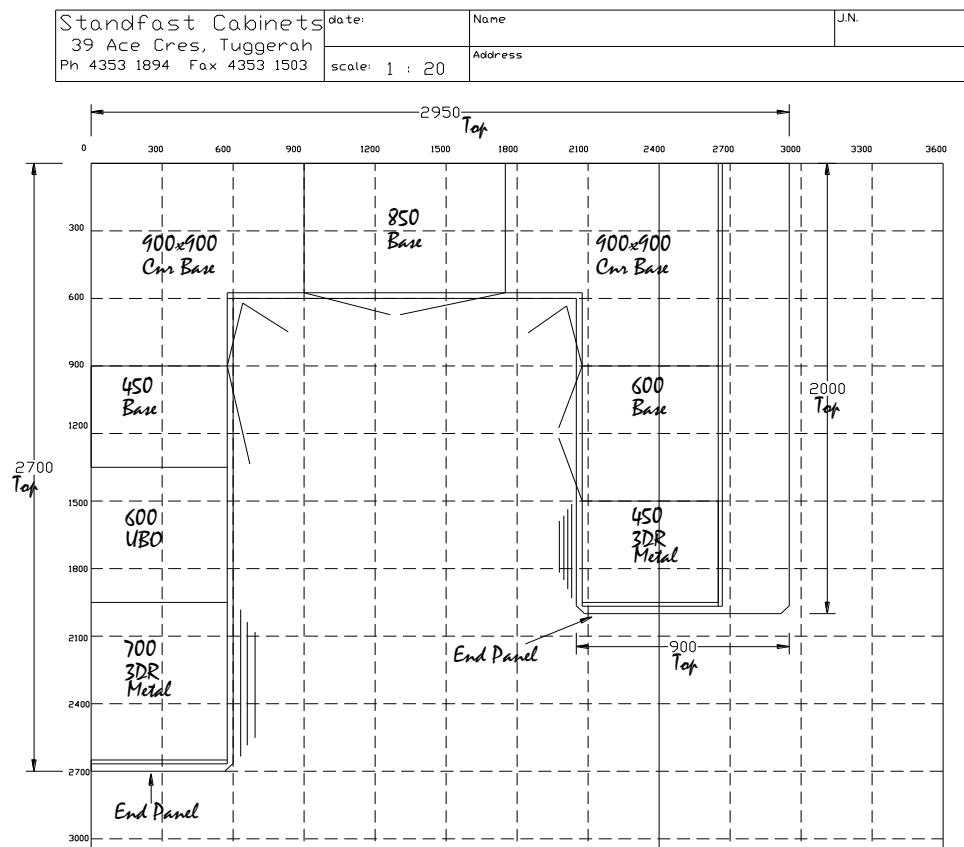 Standfast Cabinets
39 Ace Cres, Tuggerah
Ph 4353 1894 Fax 4353 1503
date:
scale: 1 : 20
Name
Address
J.N.
2950
Top
0 300 600 900 1200 1500 1800 2100 2400 2700 3000 3300 3600
300
600
900
1200
1500
1800
2100
2400
2700
3000
900x900
Cnr Base
850
Base
900x900
Cnr Base
450
Base
600
Base
2000
Top
2700
Top
600
UBO
450
3DR
Metal
700
3DR
Metal
End Panel
900
Top
End Panel